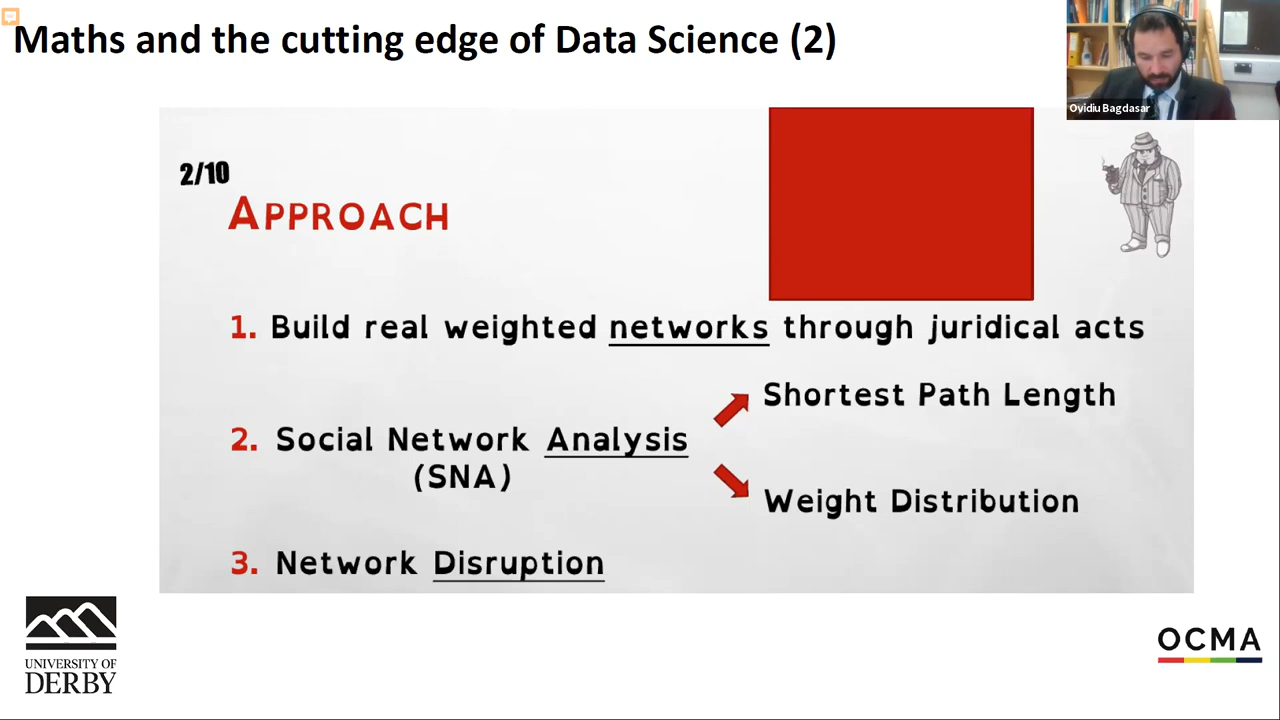 Maths and the cutting edge of Data Science (2)
Ovidiu Bagdasar
2/10
APPROACH
1. Build real weighted networks through juridical acts
Shortest Path Length
2. Social Network Analysis
(SNA)
Weight Distribution
3. Network Disruption
UNIVERSITY OF
DERBY
OCMA